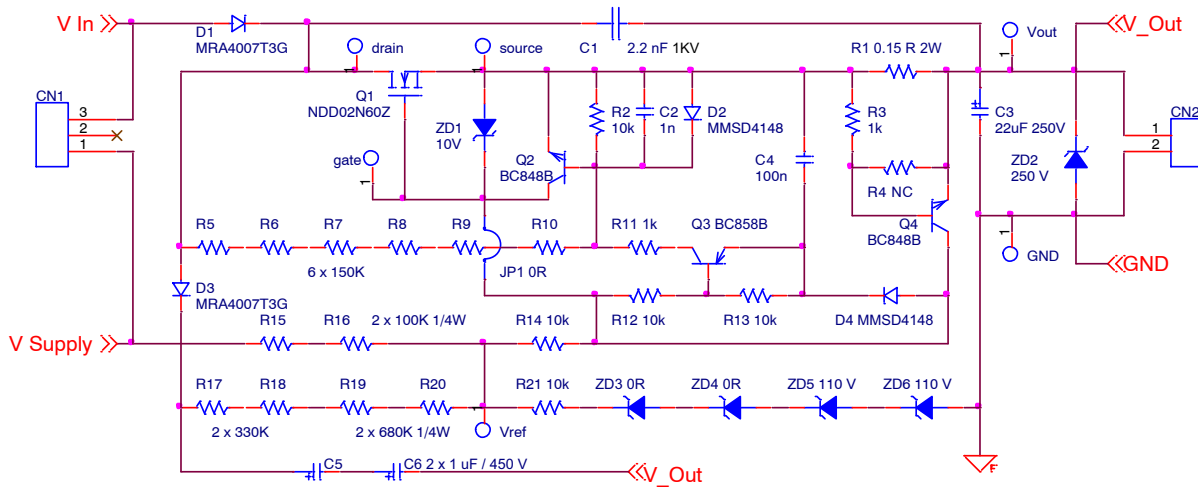 V In
D1
MRA4007T3G
drain
source
C1
2.2 nF 1KV
R1 0.15 R 2W
Vout
V_Out
1
1
1
CN1
3
2
1
Q1
NDD02N60Z
ZD1
10V
R2
10k
C2
1n
D2
MMSD4148
R3
1k
C3
22uF 250V
CN2
1
2
gate
1
Q2
BC848B
C4
100n
R4 NC
ZD2
250 V
Q4
BC848B
R5
R6
R7
R8
R9
R10
R11 1k
Q3 BC858B
1
GND
GND
6 x 150K
JP1 0R
D3
MRA4007T3G
R12 10k
R13 10k
D4 MMSD4148
V Supply
R15
R16
2 x 100K 1/4W
R14 10k
R17
R18
R19
R20
R21 10k
ZD3 0R
ZD4 0R
ZD5 110 V
ZD6 110 V
1
2 x 330K
2 x 680K 1/4W
Vref
C5
C6 2 x 1 uF / 450 V
V_Out
F